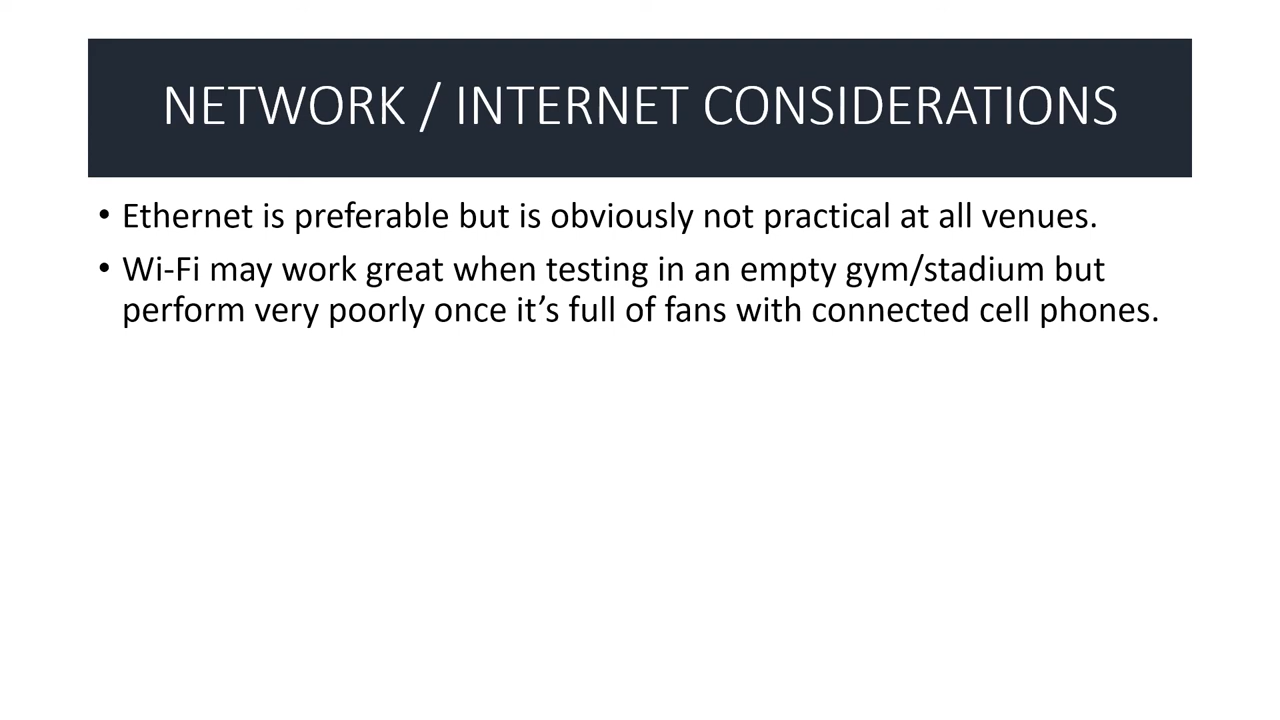 NETWORK / INTERNET CONSIDERATIONS
• Ethernet is preferable but is obviously not practical at all venues.
• Wi-Fi may work great when testing in an empty gym/stadium but
perform very poorly once it’s full of fans with connected cell phones.